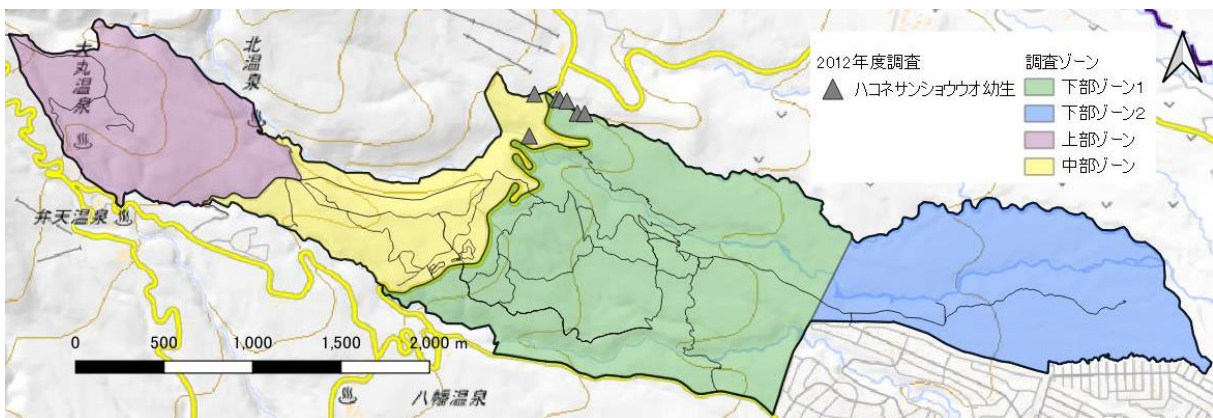 大丸温泉
北温泉
弁天温泉
八幡温泉
0 500 1,000 1,500 2,000 m
2012年度調査
ハコネサンショウウオ幼生
調査ゾーン
下部ゾーン1
下部ゾーン2
上部ゾーン
中部ゾーン